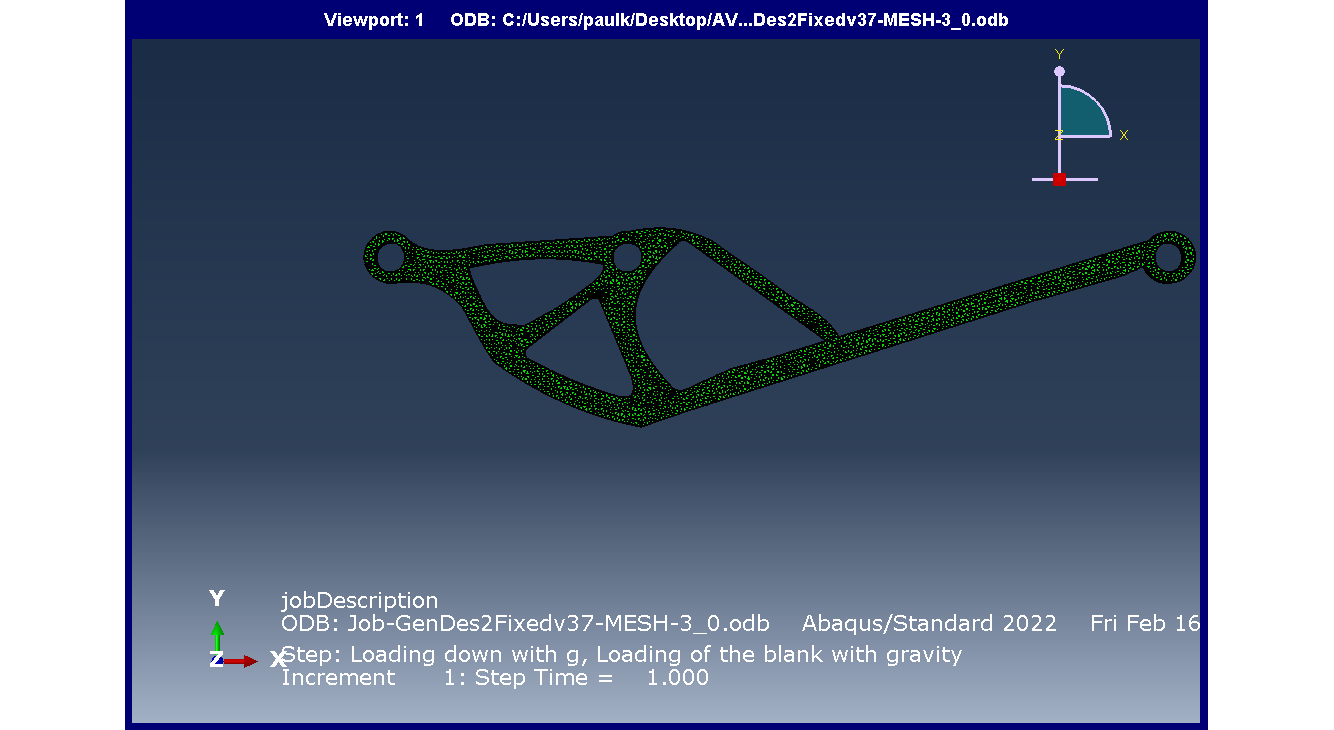 Viewport: 1 ODB: C:/Users/paulk/Desktop/AV...Des2Fixedv37-MESH-3_0.odb
Y
Z X
Y
Z X
jobDescription
ODB: Job-GenDes2Fixedv37-MESH-3_0.odb Abaqus/Standard 2022 Fri Feb 16
Step: Loading down with g, Loading of the blank with gravity
Increment 1: Step Time = 1.000